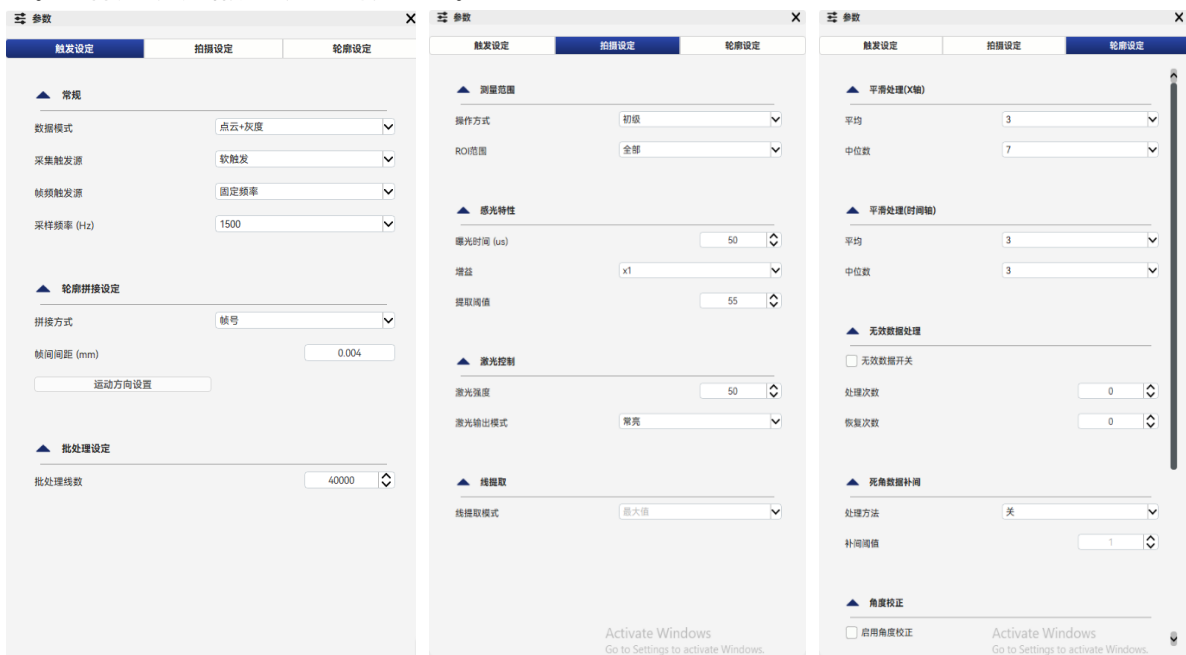 参数
触发设定 拍摄设定 轮廓设定
常规
数据模式 点云+灰度
采集触发源 软触发
帧频触发源 固定频率
采样频率 (Hz) 1500
轮廓拼接设定
拼接方式 帧号
帧间间距 (mm) 0.004
运动方向设置
批处理设定
批处理线数 40000
参数
触发设定 拍摄设定 轮廓设定
测量范围
操作方式 初级
ROI范围 全部
感光特性
曝光时间 (us) 50
增益 x1
提取阈值 55
激光控制
激光强度 50
激光输出模式 常亮
线提取
线提取模式 最大值
Activate Windows
Go to Settings to activate Windows.
参数
触发设定 拍摄设定 轮廓设定
平滑处理(X轴)
平均 3
中位数 7
平滑处理(时间轴)
平均 3
中位数 3
无效数据处理
无效数据开关
处理次数 0
恢复次数 0
死角数据补间
处理方法 关
补间阈值 1
角度校正
启用角度校正
Activate Windows
Go to Settings to activate Windows.